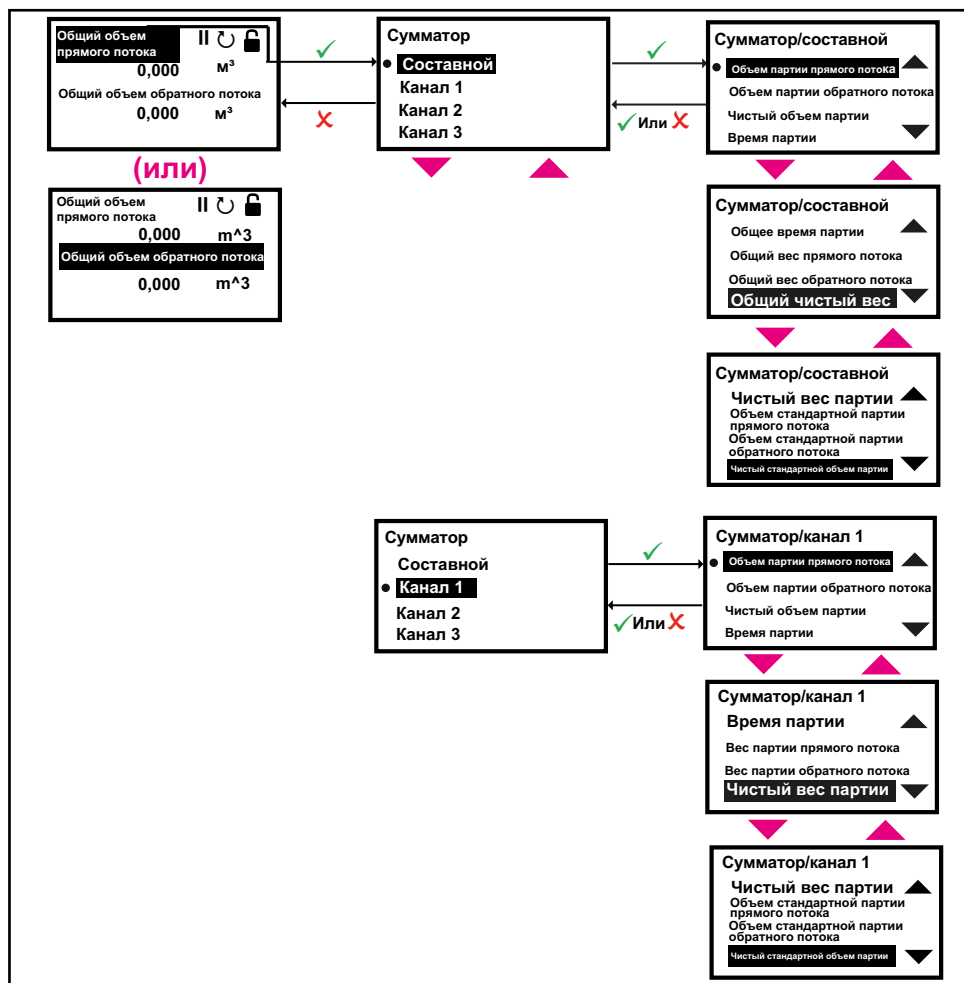 Общий объем
прямого потока
0,000 м³
Общий объем обратного потока
0,000 м³
Сумматор
Составной
Канал 1
Канал 2
Канал 3
Или
Сумматор/составной
Объем партии прямого потока
Объем партии обратного потока
Чистый объем партии
Время партии
(или)
Общий объем
прямого потока
0,000 m^3
Общий объем обратного потока
0,000 m^3
Сумматор/составной
Общее время партии
Общий вес прямого потока
Общий вес обратного потока
Общий чистый вес
Сумматор/составной
Чистый вес партии
Объем стандартной партии
прямого потока
Объем стандартной партии
обратного потока
Чистый стандартной объем партии
Сумматор
Составной
Канал 1
Канал 2
Канал 3
Или
Сумматор/канал 1
Объем партии прямого потока
Объем партии обратного потока
Чистый объем партии
Время партии
Сумматор/канал 1
Время партии
Вес партии прямого потока
Вес партии обратного потока
Чистый вес партии
Сумматор/канал 1
Чистый вес партии
Объем стандартной партии
прямого потока
Объем стандартной партии
обратного потока
Чистый стандартной объем партии